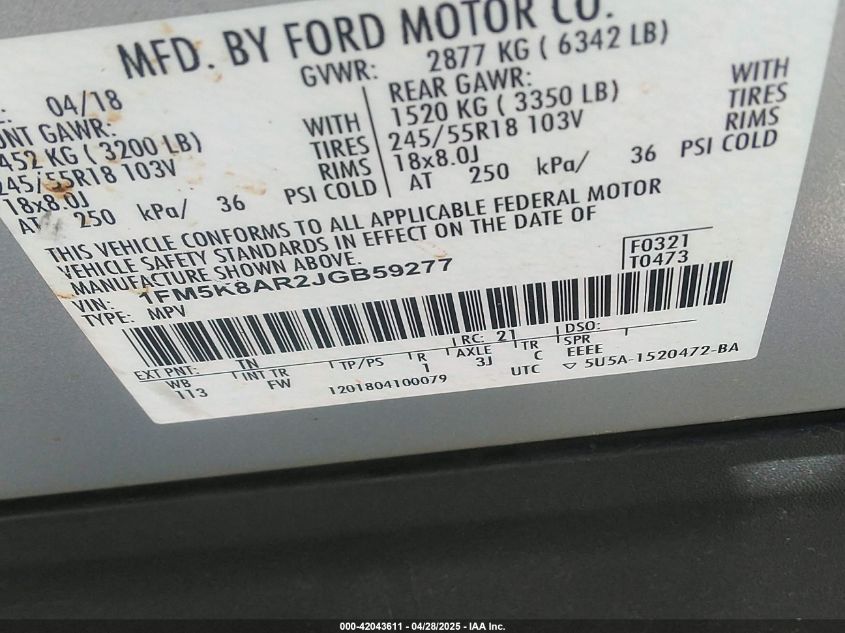 MFD. BY FORD MOTOR CO.
04/18 GVWR: 2877 KG ( 6342 LB)
GAWR: REAR GAWR:
( 3200 LB) WITH 1520 KG ( 3350 LB) WITH
245/55R18 103V TIRES 245/55R18 103V TIRES
18x8.0J RIMS 18x8.0J RIMS
AT 250 kPa/ 36 PSI COLD AT 250 kPa/ 36 PSI COLD
THIS VEHICLE CONFORMS TO ALL APPLICABLE FEDERAL MOTOR
VEHICLE SAFETY STANDARDS IN EFFECT ON THE DATE OF
MANUFACTURE SHOWN ABOVE.
VIN: 1FM5K8AR2JGB59277
TYPE: MPV
F0321
T0473
EXT PNT: TN RC: 21 DSO:
WB INT TR TP/PS R AXLE TR SPR
113 FW 1 3J C EEEE
1201804100079 UTC ▽ 5U5A-1520472-BA
000-42043611 - 04/28/2025 - IAA Inc.